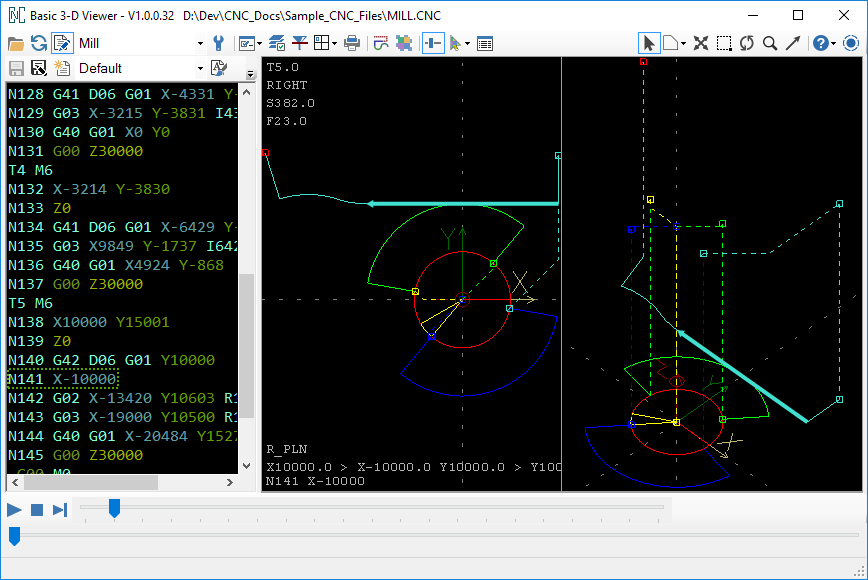 Basic 3-D Viewer - V1.0.0.32 D:\Dev\CNC_Docs\Sample_CNC_Files\MILL.CNC
Mill
Default
N128 G41 D06 G01 X-4331 Y-
N129 G03 X-3215 Y-3831 I43
N130 G40 G01 X0 Y0
N131 G00 Z30000
T4 M6
N132 X-3214 Y-3830
N133 Z0
N134 G41 D06 G01 X-6429 Y-
N135 G03 X9849 Y-1737 I642
N136 G40 G01 X4924 Y-868
N137 G00 Z30000
T5 M6
N138 X10000 Y15001
N139 Z0
N140 G42 D06 G01 Y10000
N141 X-10000
N142 G02 X-13420 Y10603 R1
N143 G03 X-19000 Y10500 R1
N144 G40 G01 X-20484 Y1527
N145 G00 Z30000
G00 M0
T5.0
RIGHT
S382.0
F23.0
Y
X
R_PLN
X10000.0 > X-10000.0 Y10000.0 > Y100
N141 X-10000
Y
X